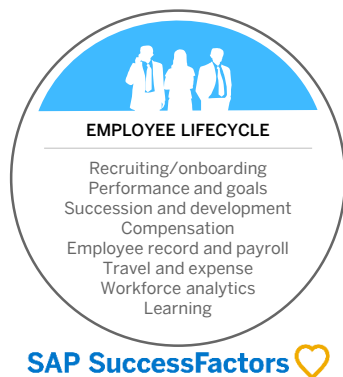 EMPLOYEE LIFECYCLE
Recruiting/onboarding
Performance and goals
Succession and development
Compensation
Employee record and payroll
Travel and expense
Workforce analytics
Learning
SAP SuccessFactors